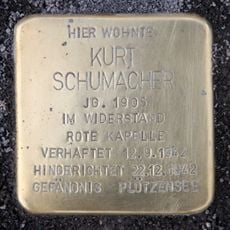 HIER WOHNTE
KURT
SCHUMACHER
JG. 1905
IM WIDERSTAND
ROTE KAPELLE
VERHAFTET 12.9.1942
HINGERICHTET 22.12.1942
GEFÄNGNIS PLÖTZENSEE